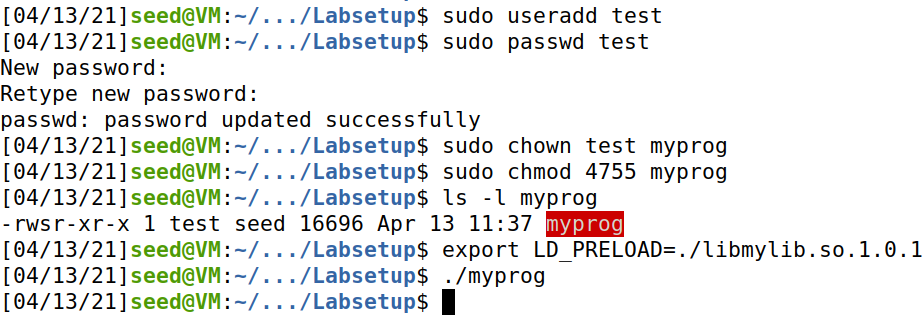 [04/13/21]seed@VM:~/.../Labsetup$ sudo useradd test
[04/13/21]seed@VM:~/.../Labsetup$ sudo passwd test
New password:
Retype new password:
passwd: password updated successfully
[04/13/21]seed@VM:~/.../Labsetup$ sudo chown test myprog
[04/13/21]seed@VM:~/.../Labsetup$ sudo chmod 4755 myprog
[04/13/21]seed@VM:~/.../Labsetup$ ls -l myprog
-rwsr-xr-x 1 test seed 16696 Apr 13 11:37 myprog
[04/13/21]seed@VM:~/.../Labsetup$ export LD_PRELOAD=./libmylib.so.1.0.1
[04/13/21]seed@VM:~/.../Labsetup$ ./myprog
[04/13/21]seed@VM:~/.../Labsetup$